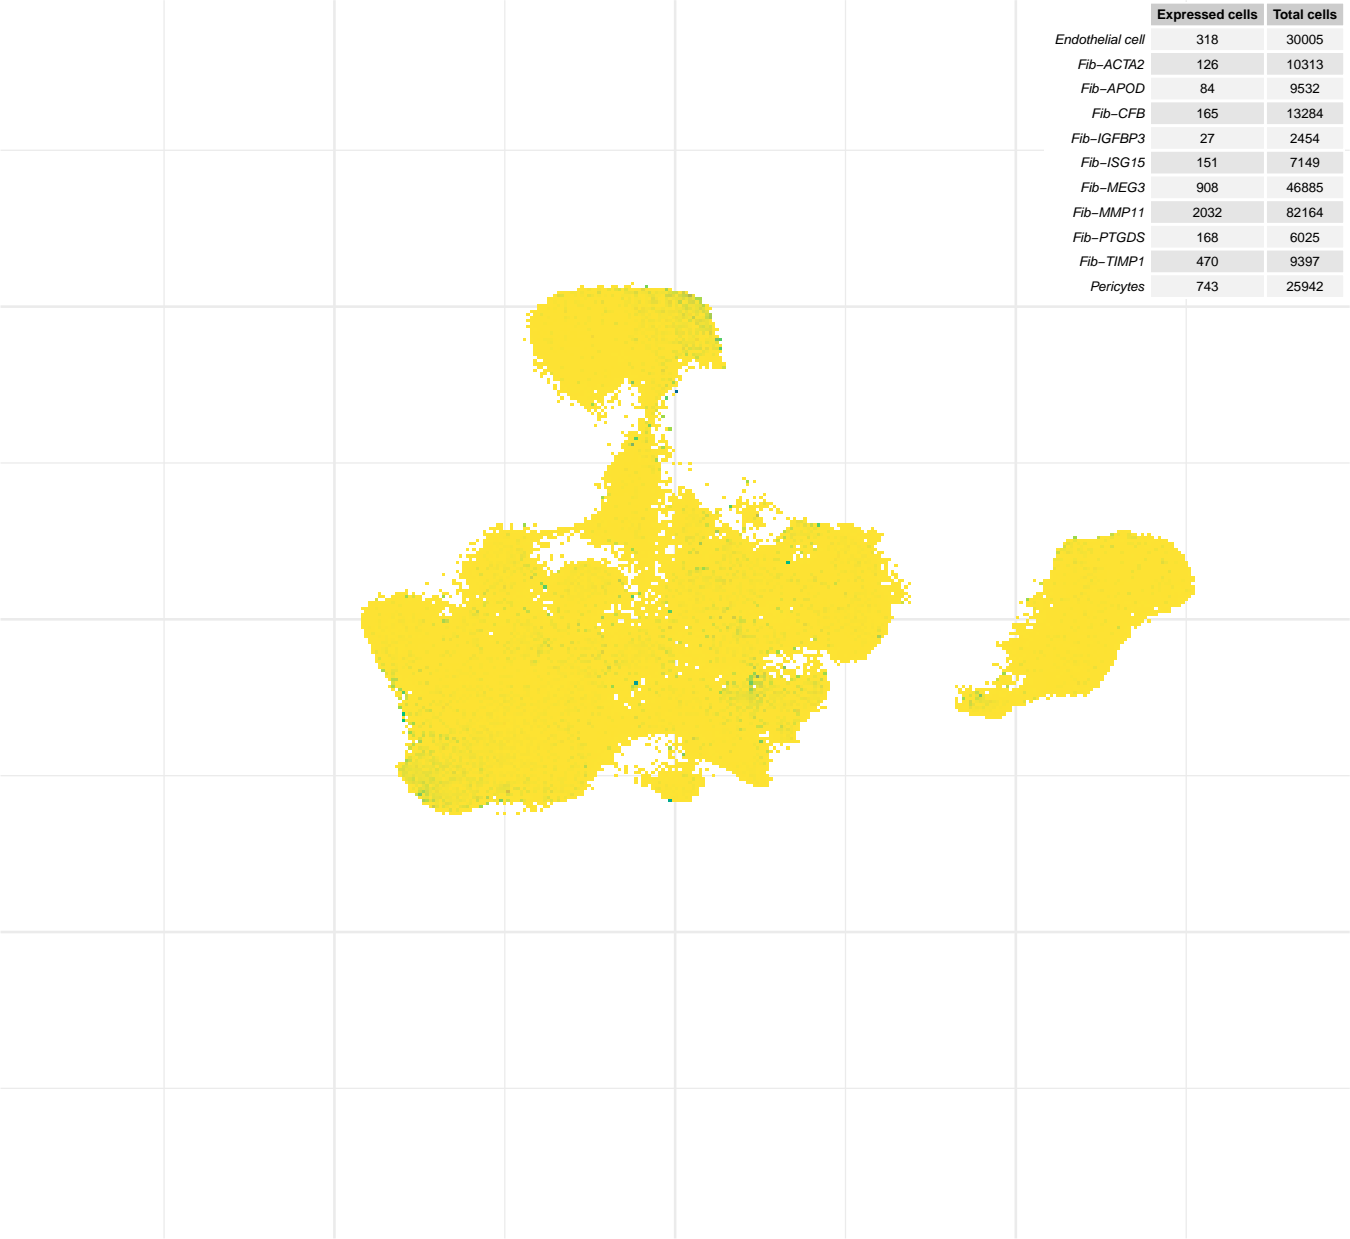 Expressed cells Total cells
Endothelial cell 318 30005
Fib−ACTA2 126 10313
Fib−APOD 84 9532
Fib−CFB 165 13284
Fib−IGFBP3 27 2454
Fib−ISG15 151 7149
Fib−MEG3 908 46885
Fib−MMP11 2032 82164
Fib−PTGDS 168 6025
Fib−TIMP1 470 9397
Pericytes 743 25942